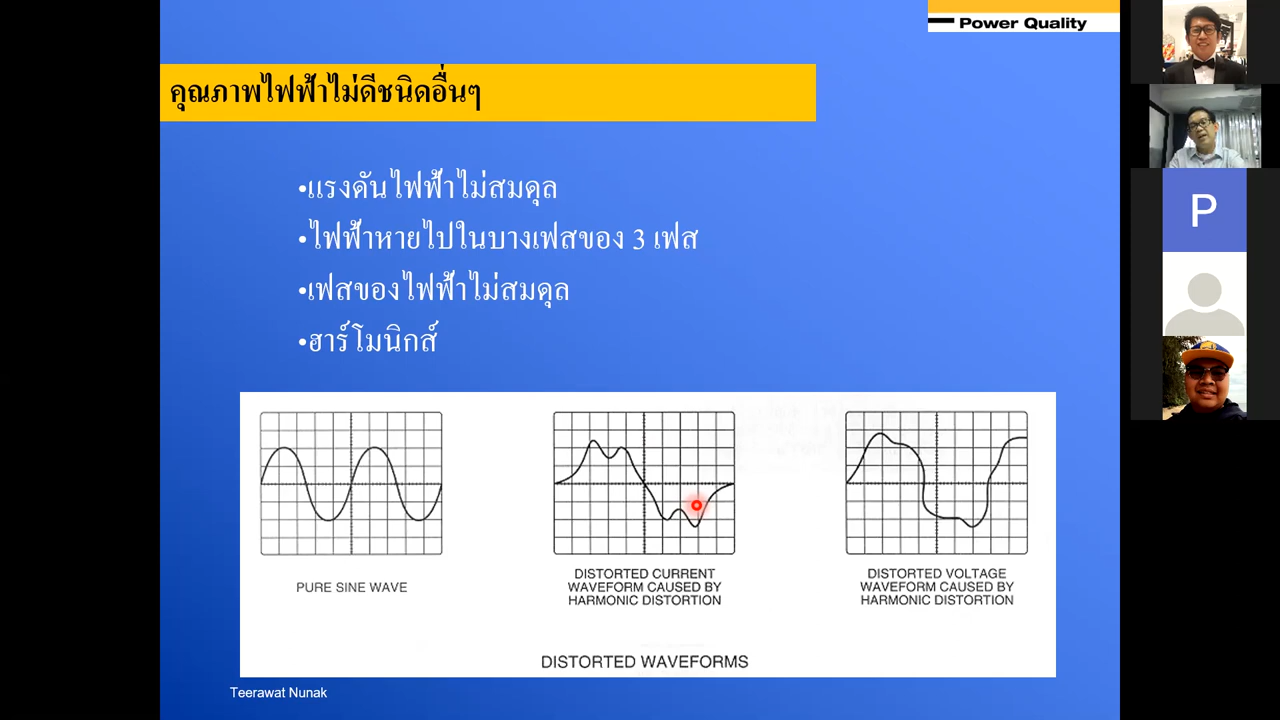 Power Quality
คุณภาพไฟฟ้าไม่ดีชนิดอื่นๆ
•แรงดันไฟฟ้าไม่สมดุล
•ไฟฟ้าหายไปในบางเฟสของ 3 เฟส
•เฟสของไฟฟ้าไม่สมดุล
•ฮาร์โมนิกส์
P
PURE SINE WAVE
DISTORTED CURRENT
WAVEFORM CAUSED BY
HARMONIC DISTORTION
DISTORTED VOLTAGE
WAVEFORM CAUSED BY
HARMONIC DISTORTION
DISTORTED WAVEFORMS
Teerawat Nunak